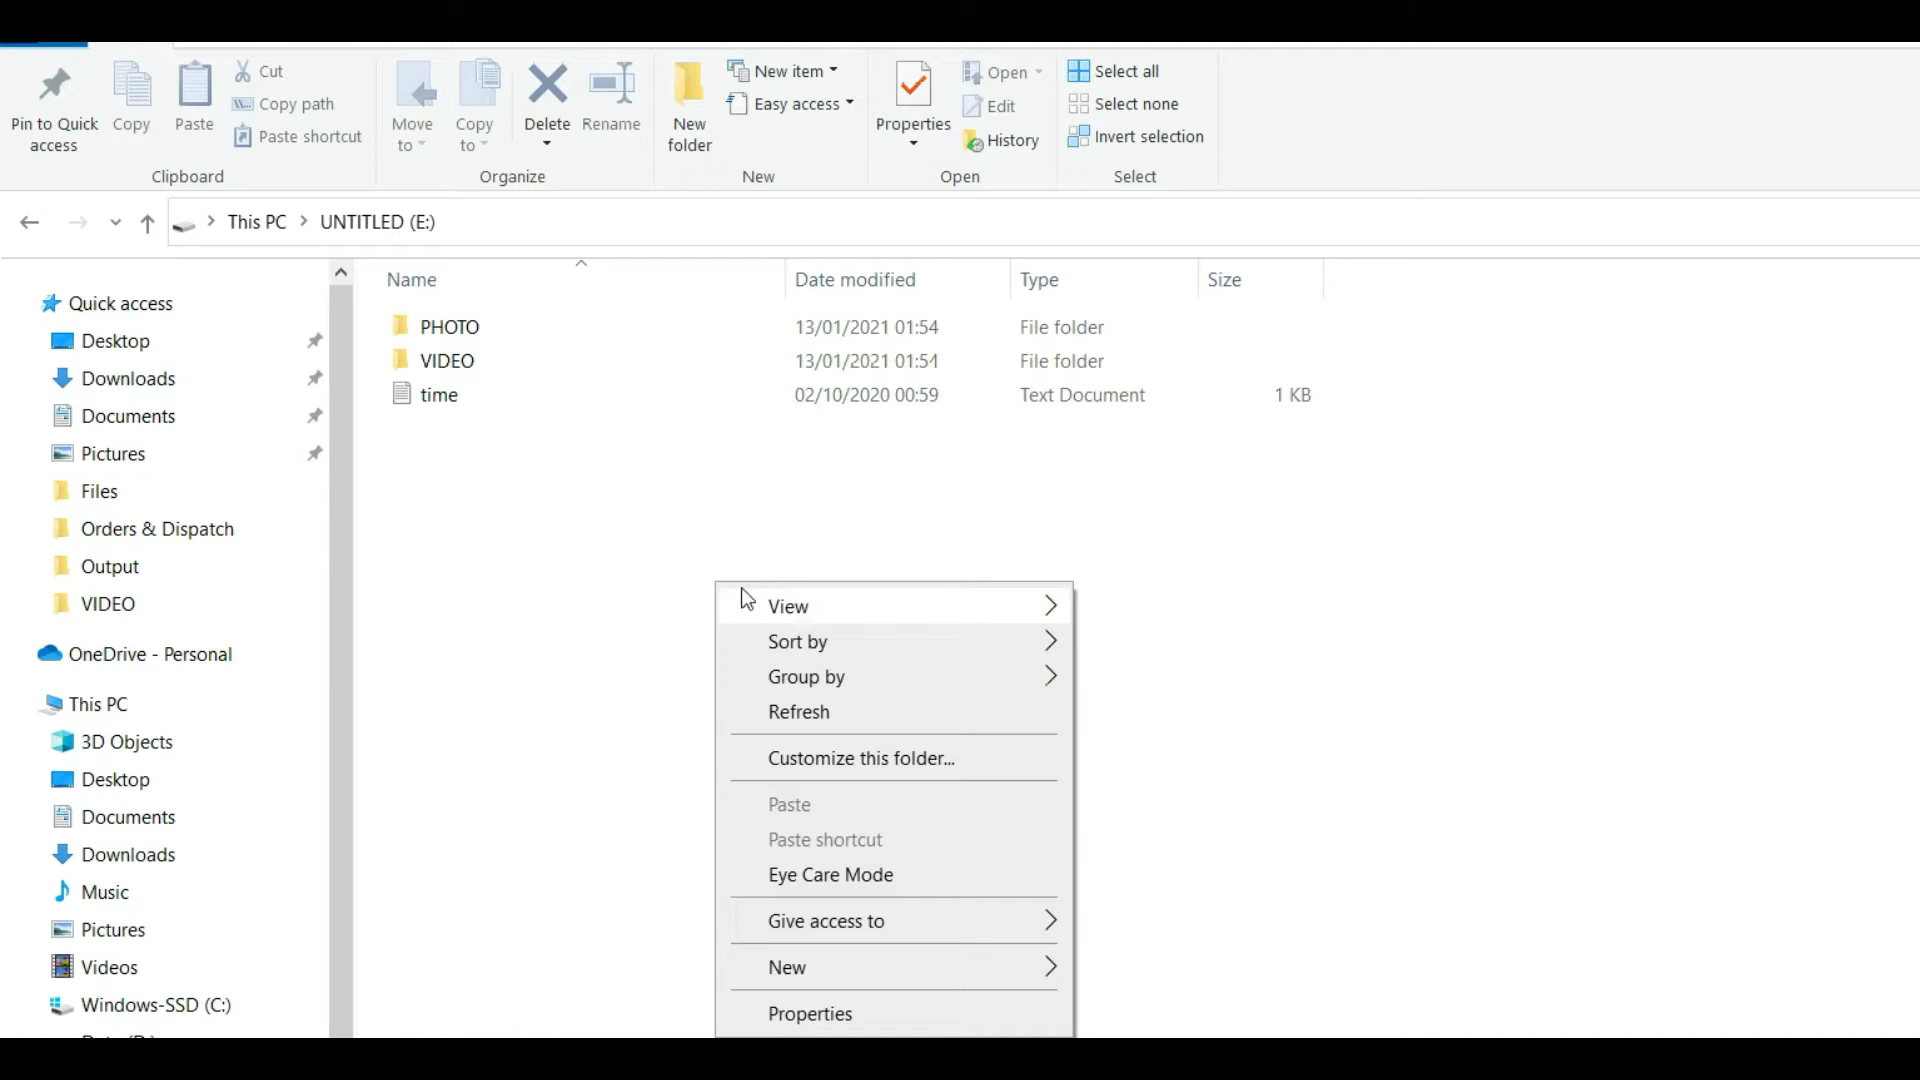 Pin to Quick access
Copy
Paste
Cut
Copy path
Paste shortcut
Clipboard
Move to
Copy to
Delete
Rename
Organize
New folder
New item
Easy access
New
Properties
Open
Edit
History
Open
Select all
Select none
Invert selection
Select
This PC
UNTITLED (E:)
Name
Date modified
Type
Size
PHOTO 13/01/2021 01:54 File folder
VIDEO 13/01/2021 01:54 File folder
time 02/10/2020 00:59 Text Document 1 KB
Quick access
Desktop
Downloads
Documents
Pictures
Files
Orders & Dispatch
Output
VIDEO
OneDrive - Personal
This PC
3D Objects
Desktop
Documents
Downloads
Music
Pictures
Videos
Windows-SSD (C:)
View
Sort by
Group by
Refresh
Customize this folder...
Paste
Paste shortcut
Eye Care Mode
Give access to
New
Properties